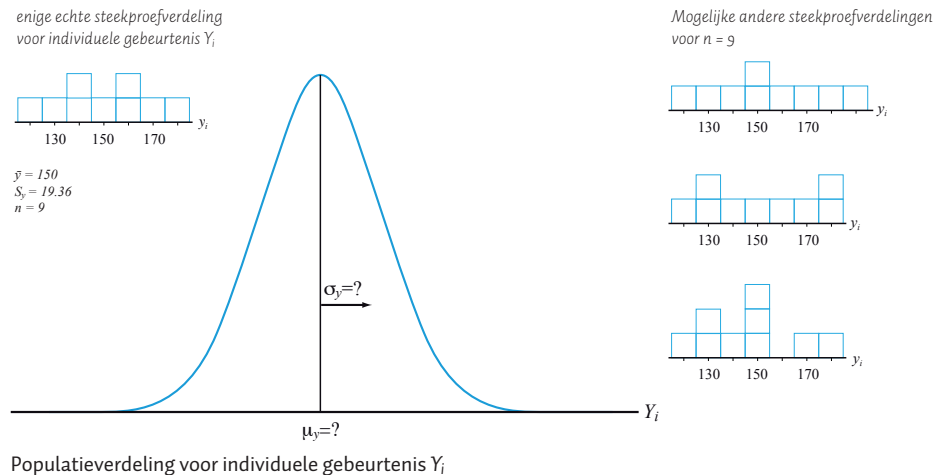 enige echte steekproefverdeling
voor individuele gebeurtenis Yᵢ
yᵢ
130 150 170
ȳ = 150
Sᵧ = 19.36
n = 9
σᵧ=?
μᵧ=?
Yᵢ
Populatieverdeling voor individuele gebeurtenis Yᵢ
Mogelijke andere steekproefverdelingen
voor n = 9
yᵢ
130 150 170
yᵢ
130 150 170
yᵢ
130 150 170